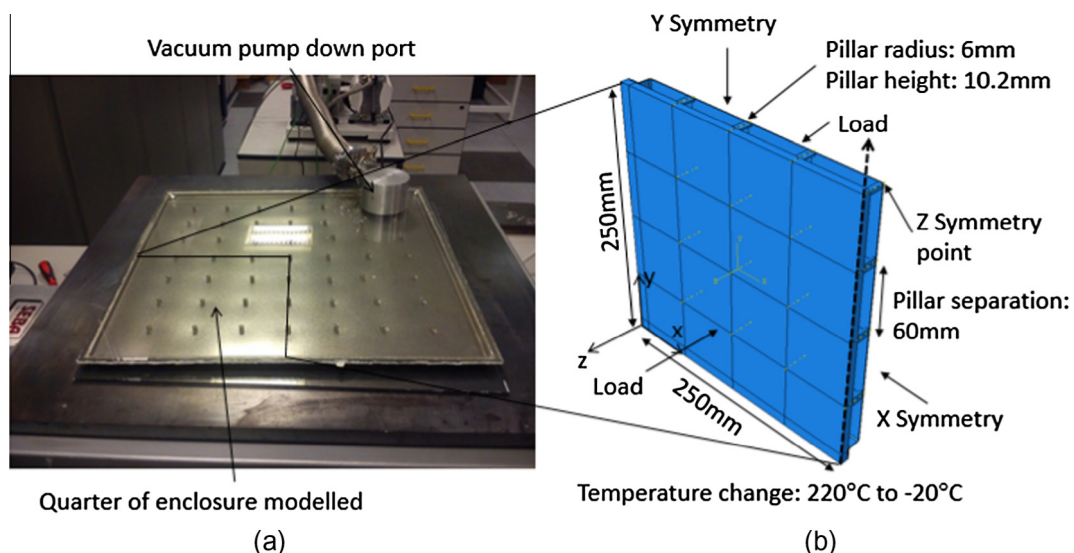 Vacuum pump down port
Quarter of enclosure modelled
(a)
Y Symmetry
Pillar radius: 6mm
Pillar height: 10.2mm
Load
250mm
Z Symmetry
point
Pillar separation:
60mm
y
x
z
Load
250mm
X Symmetry
Temperature change: 220°C to -20°C
(b)